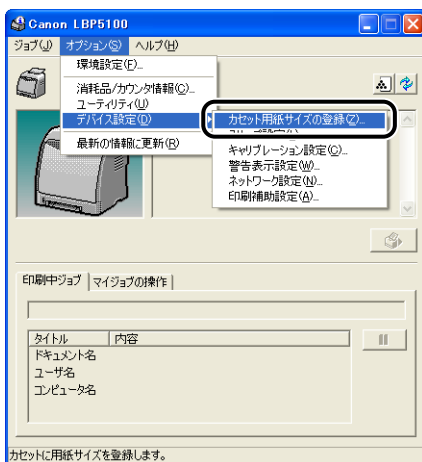 Canon LBP5100
ジョブ(J) オプション(S) ヘルプ(H)
環境設定(F)...
消耗品/カウンタ情報(C)...
ユーティリティ(U)
デバイス設定(D)
最新の情報に更新(R)
カセット用紙サイズの登録(Z)...
キャリブレーション設定(C)...
警告表示設定(W)...
ネットワーク設定(N)...
印刷補助設定(A)...
印刷中ジョブ マイジョブの操作
タイトル 内容
ドキュメント名
ユーザ名
コンピュータ名
カセットに用紙サイズを登録します。